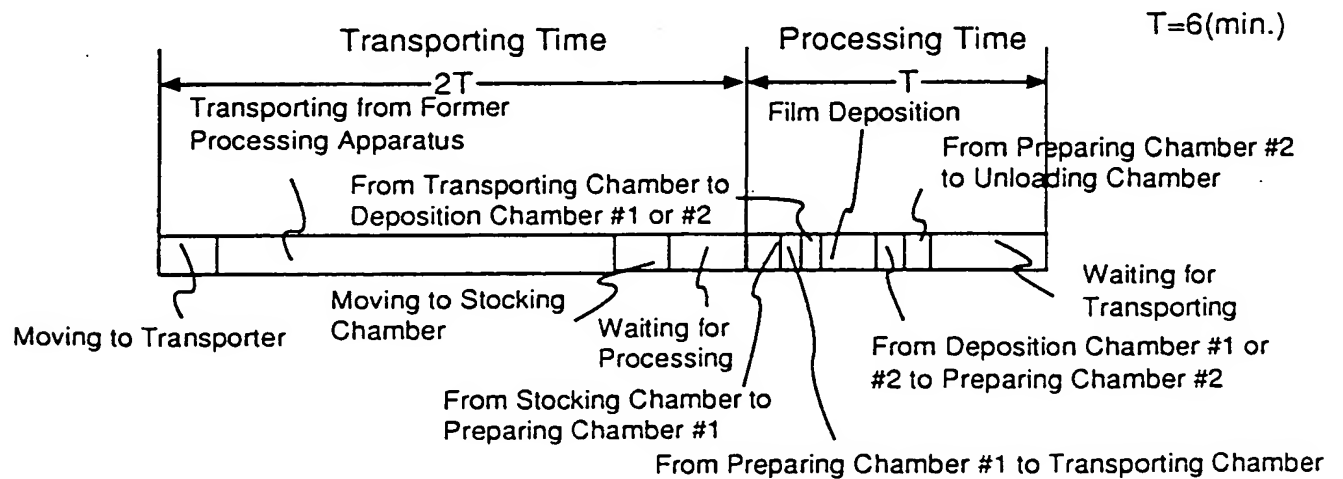 T=6(min.)
Transporting Time
Processing Time
2T
T
Transporting from Former
Processing Apparatus
Film Deposition
From Preparing Chamber #2
to Unloading Chamber
From Transporting Chamber to
Deposition Chamber #1 or #2
Moving to Transporter
Moving to Stocking
Chamber
Waiting for
Processing
Waiting for
Transporting
From Deposition Chamber #1 or
#2 to Preparing Chamber #2
From Stocking Chamber to
Preparing Chamber #1
From Preparing Chamber #1 to Transporting Chamber